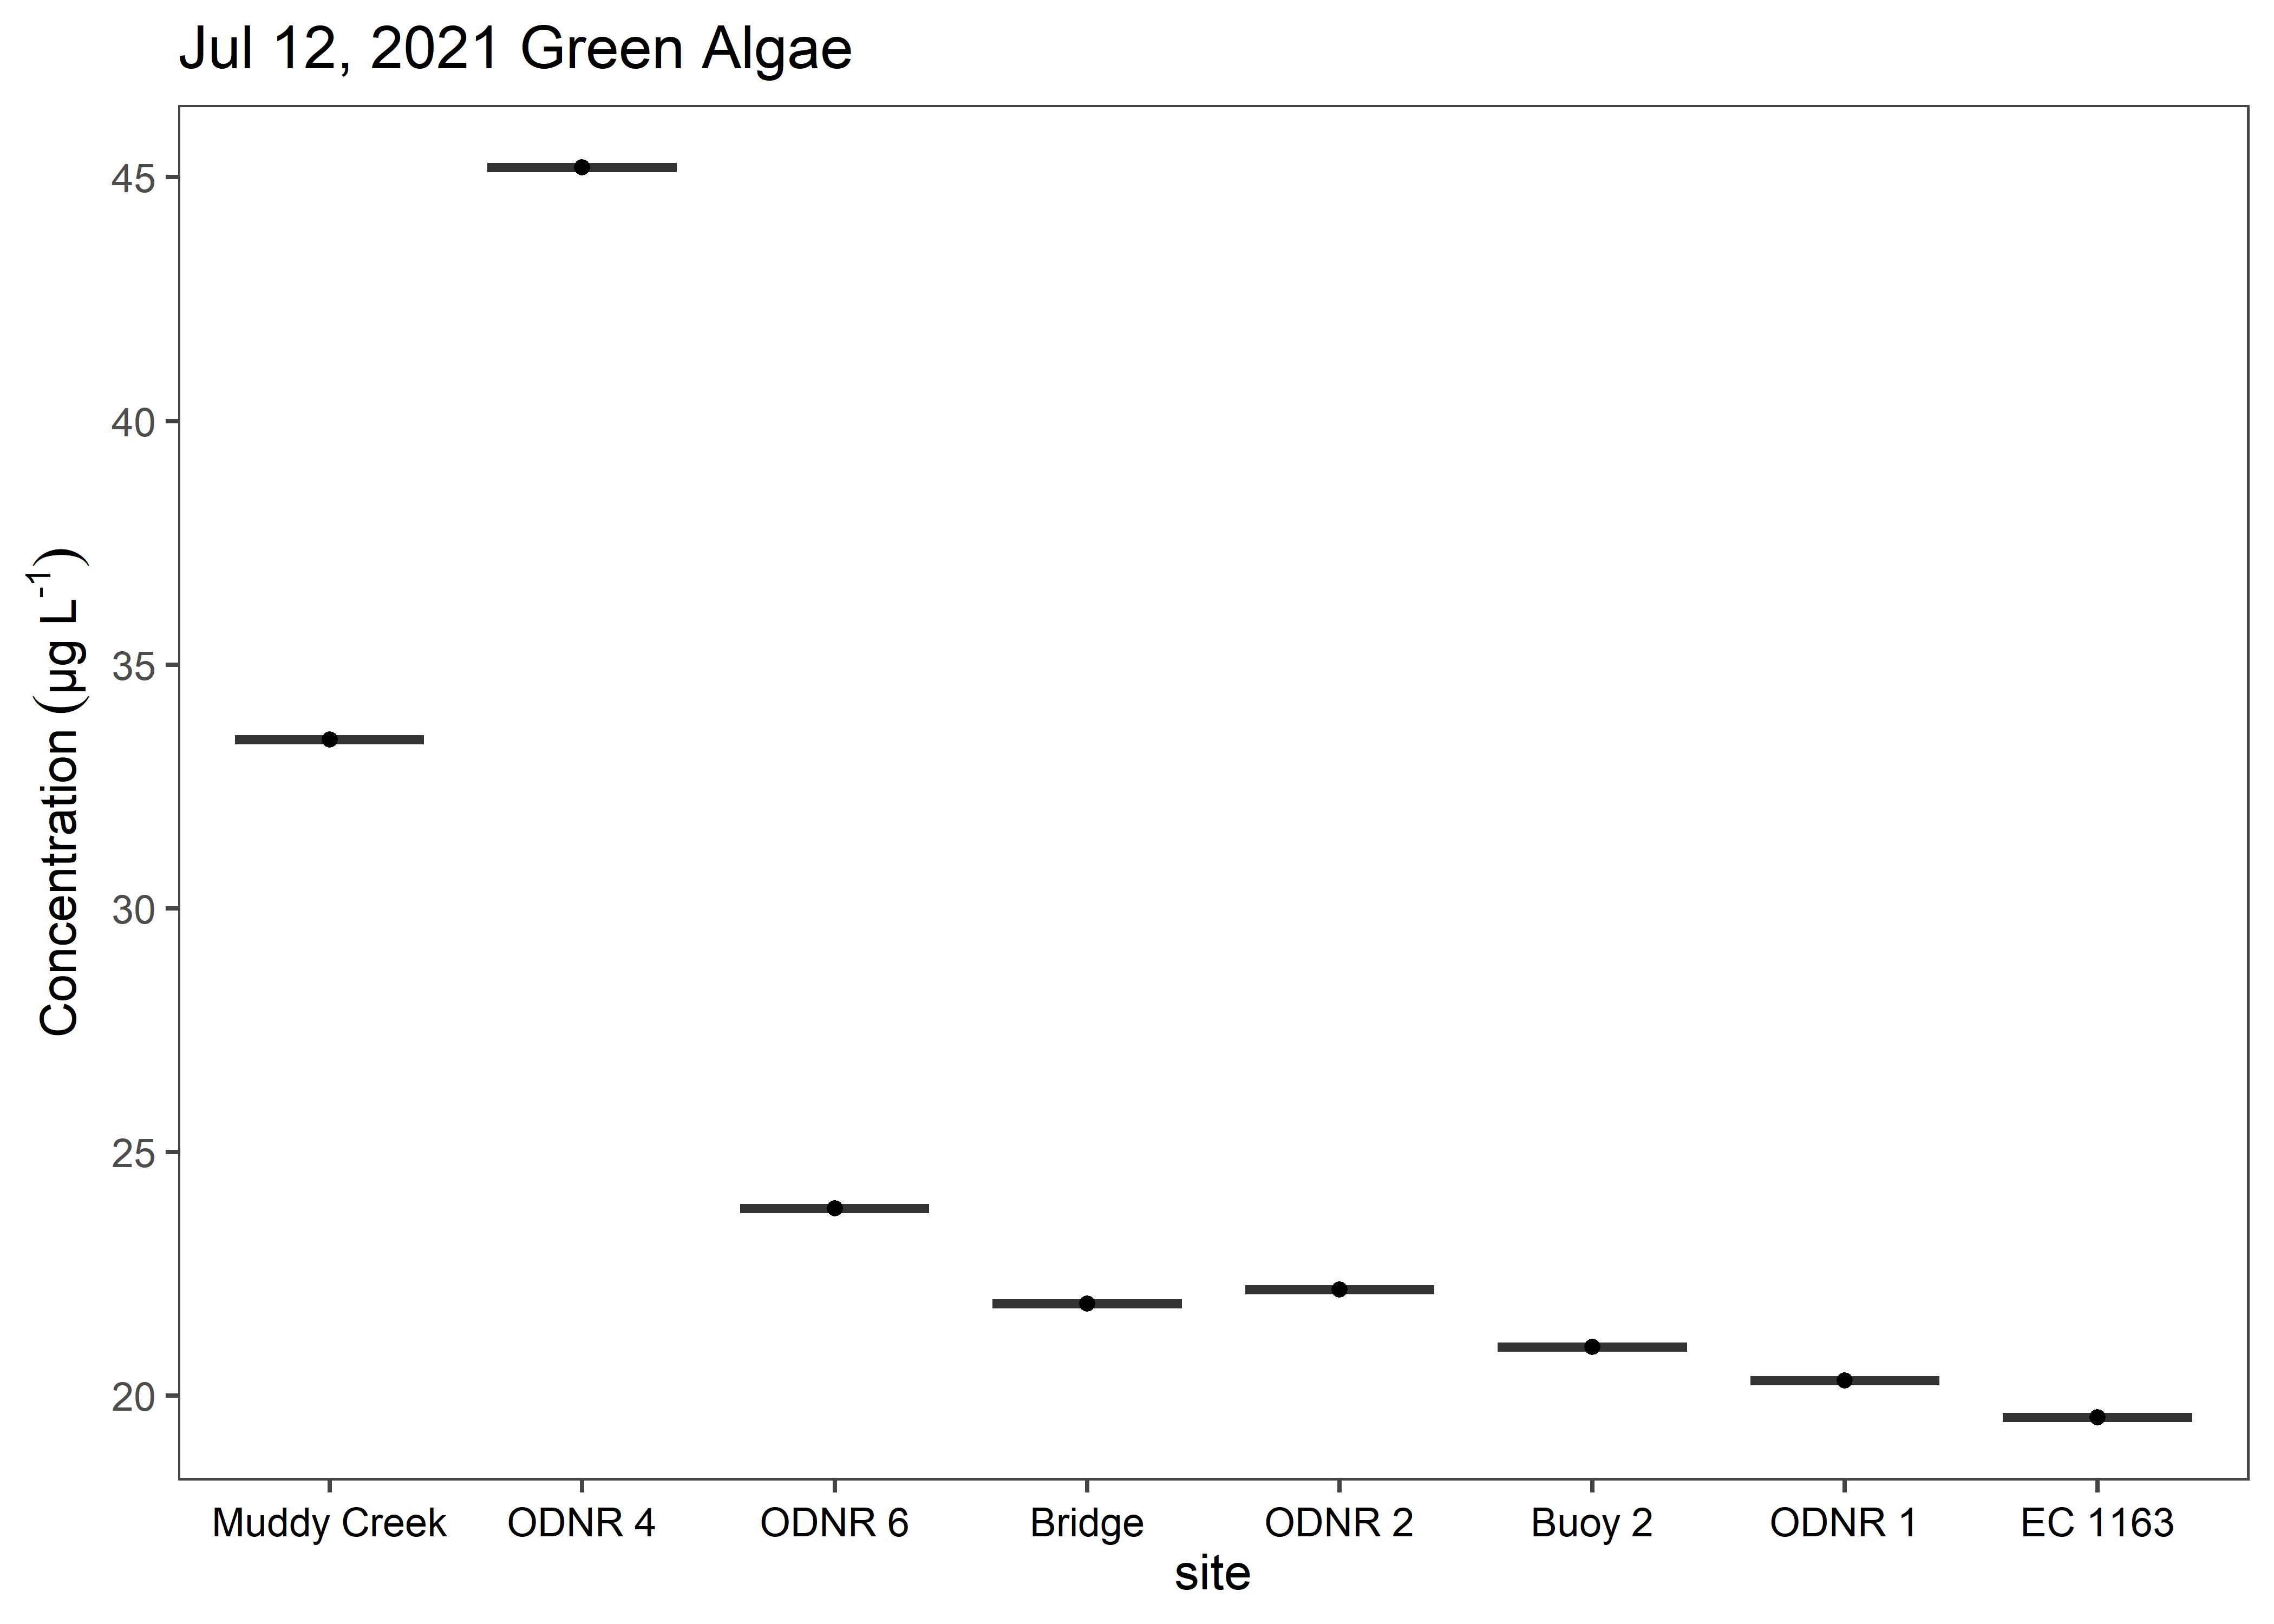 Jul 12, 2021 Green Algae
Concentration (µg L⁻¹)
45
40
35
30
25
20
Muddy Creek ODNR 4 ODNR 6 Bridge ODNR 2 Buoy 2 ODNR 1 EC 1163
site